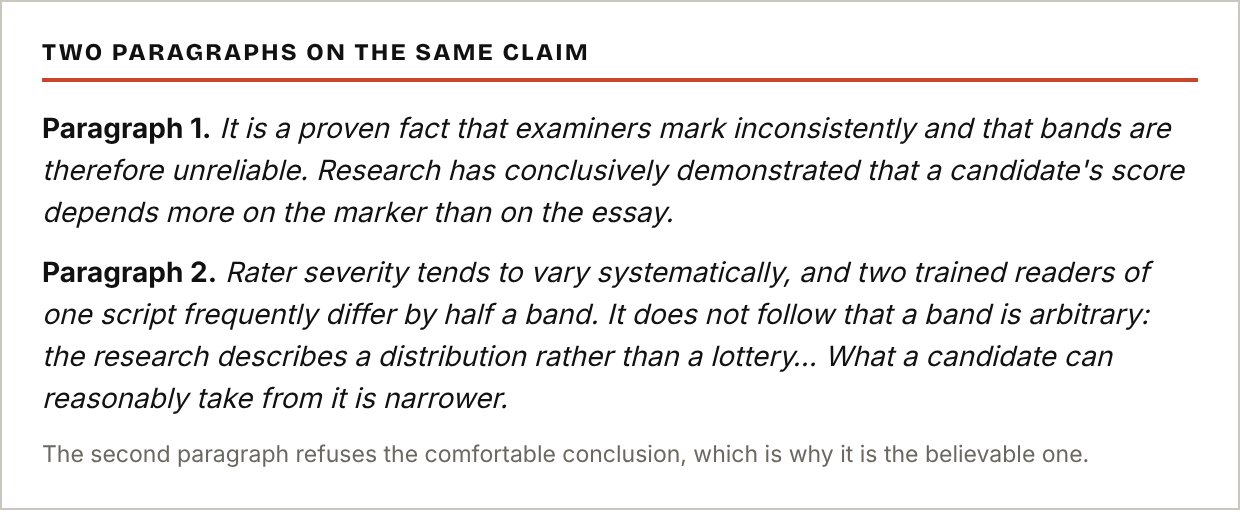 TWO PARAGRAPHS ON THE SAME CLAIM
Paragraph 1. It is a proven fact that examiners mark inconsistently and that bands are
therefore unreliable. Research has conclusively demonstrated that a candidate's score
depends more on the marker than on the essay.
Paragraph 2. Rater severity tends to vary systematically, and two trained readers of
one script frequently differ by half a band. It does not follow that a band is arbitrary:
the research describes a distribution rather than a lottery... What a candidate can
reasonably take from it is narrower.
The second paragraph refuses the comfortable conclusion, which is why it is the believable one.